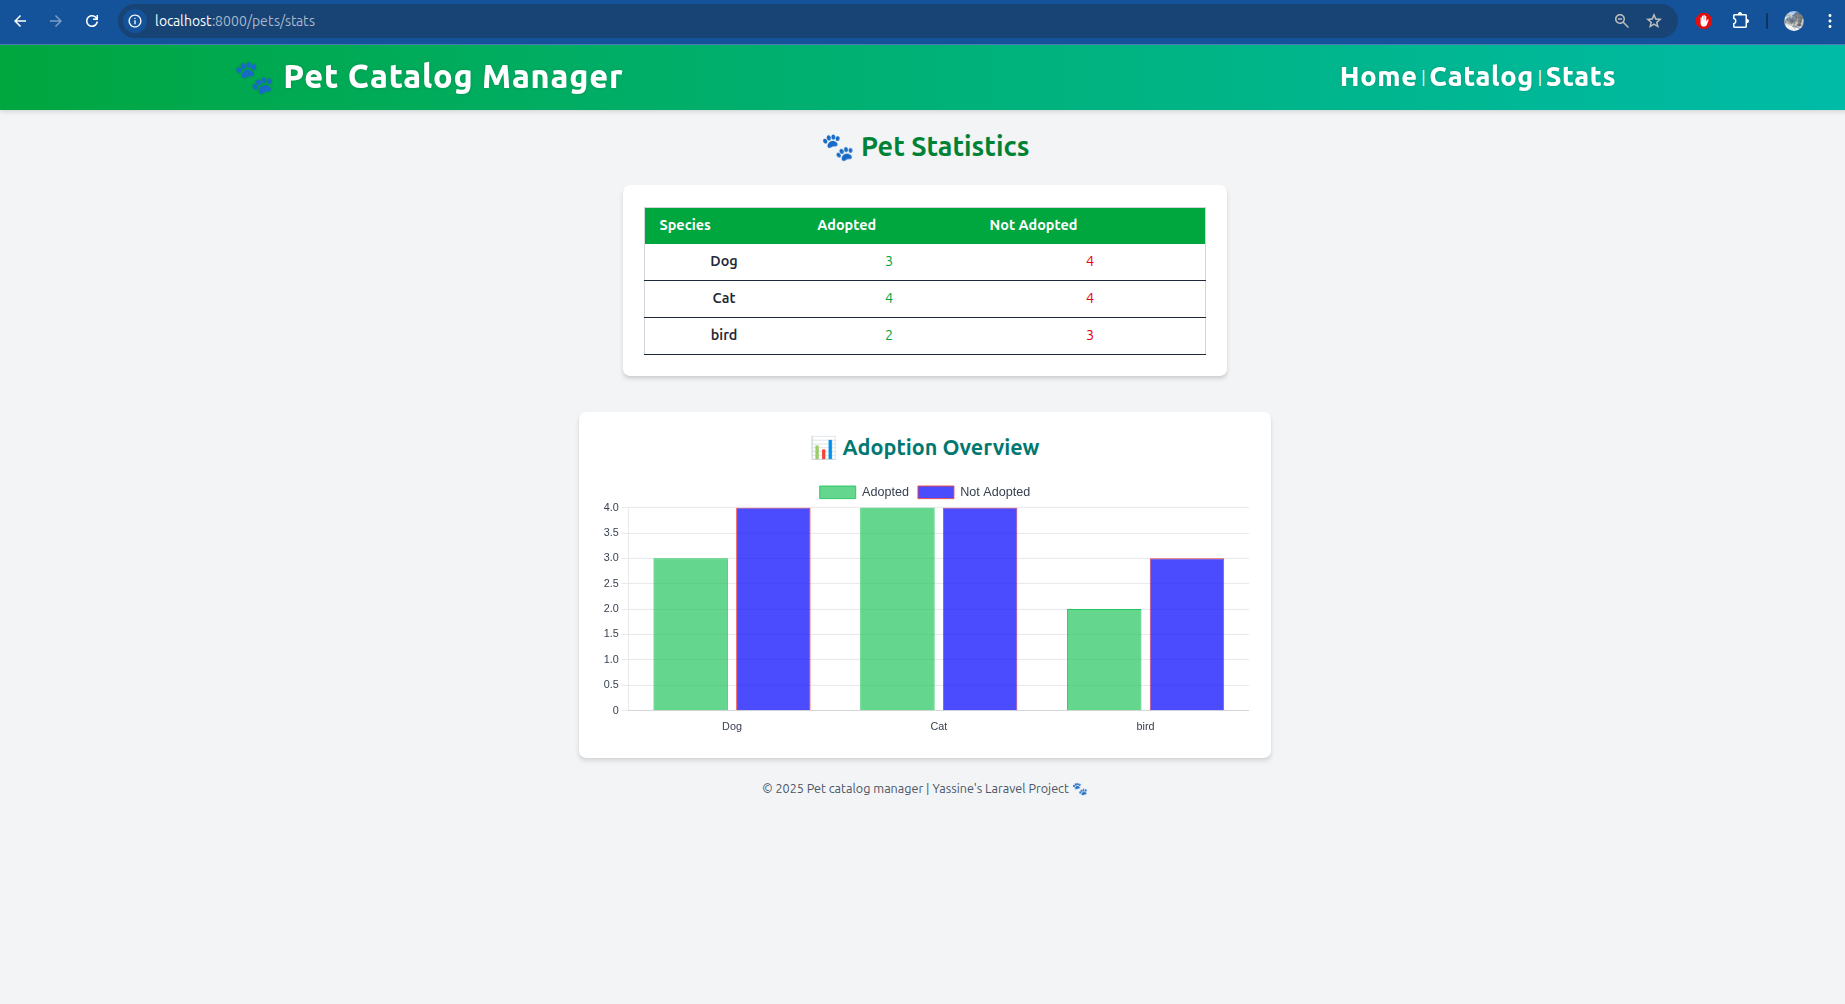 localhost:8000/pets/stats
🐾 Pet Catalog Manager
Home | Catalog | Stats
🐾 Pet Statistics
Species Adopted Not Adopted
Dog 3 4
Cat 4 4
bird 2 3
📊 Adoption Overview
Adopted Not Adopted
4.0
3.5
3.0
2.5
2.0
1.5
1.0
0.5
0
Dog Cat bird
© 2025 Pet catalog manager | Yassine's Laravel Project 🐾